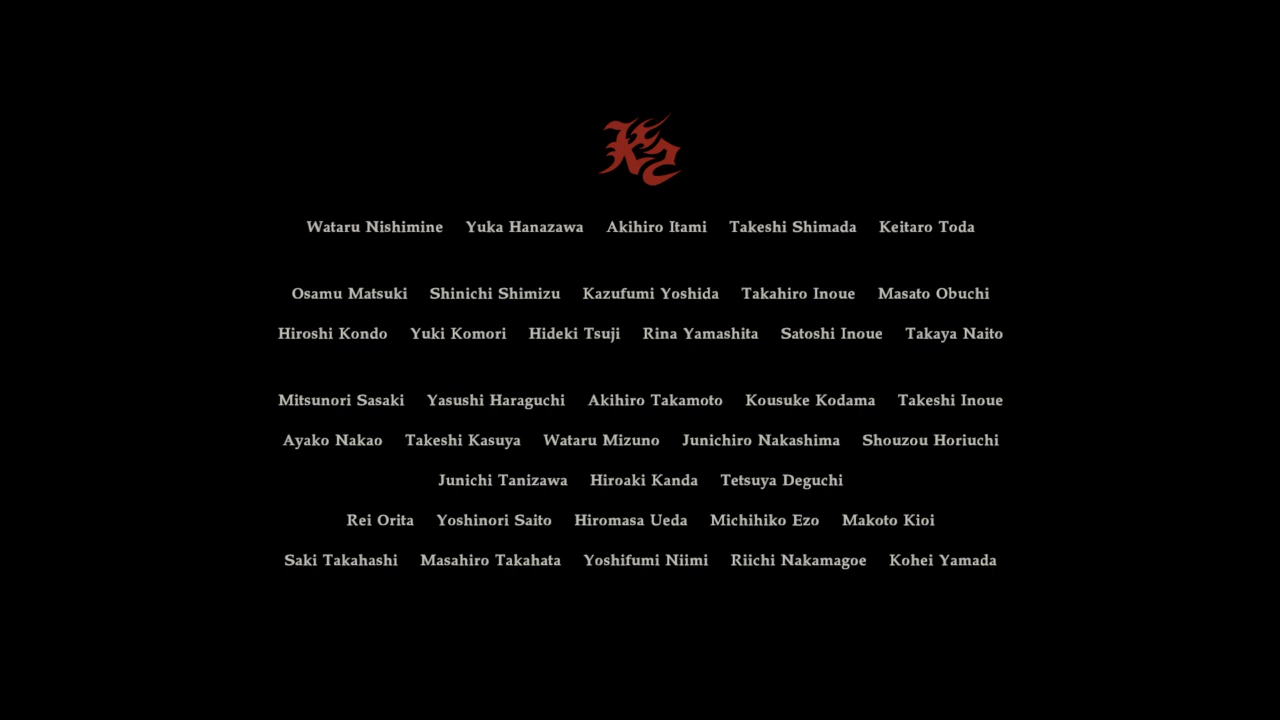 K2
Wataru Nishimine Yuka Hanazawa Akihiro Itami Takeshi Shimada Keitaro Toda
Osamu Matsuki Shinichi Shimizu Kazufumi Yoshida Takahiro Inoue Masato Obuchi
Hiroshi Kondo Yuki Komori Hideki Tsuji Rina Yamashita Satoshi Inoue Takaya Naito
Mitsunori Sasaki Yasushi Haraguchi Akihiro Takamoto Kousuke Kodama Takeshi Inoue
Ayako Nakao Takeshi Kasuya Wataru Mizuno Junichiro Nakashima Shouzou Horiuchi
Junichi Tanizawa Hiroaki Kanda Tetsuya Deguchi
Rei Orita Yoshinori Saito Hiromasa Ueda Michihiko Ezo Makoto Kioi
Saki Takahashi Masahiro Takahata Yoshifumi Niimi Riichi Nakamagoe Kohei Yamada